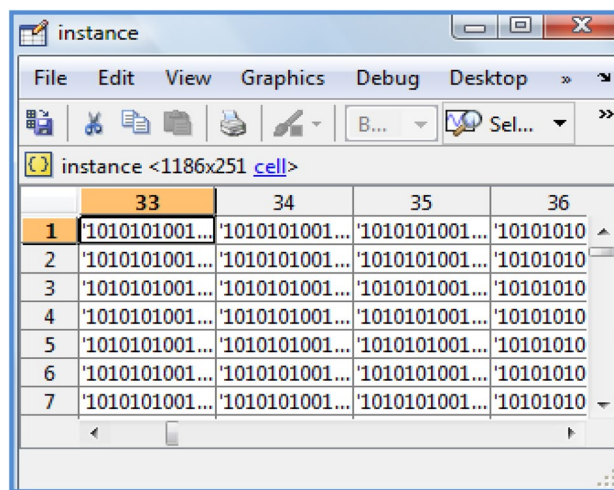 instance
File Edit View Graphics Debug Desktop »
B... Sel...
»
{} instance <1186x251 cell>
33 34 35 36
1 '1010101001... '1010101001... '1010101001... '10101010
2 '1010101001... '1010101001... '1010101001... '10101010
3 '1010101001... '1010101001... '1010101001... '10101010
4 '1010101001... '1010101001... '1010101001... '10101010
5 '1010101001... '1010101001... '1010101001... '10101010
6 '1010101001... '1010101001... '1010101001... '10101010
7 '1010101001... '1010101001... '1010101001... '10101010